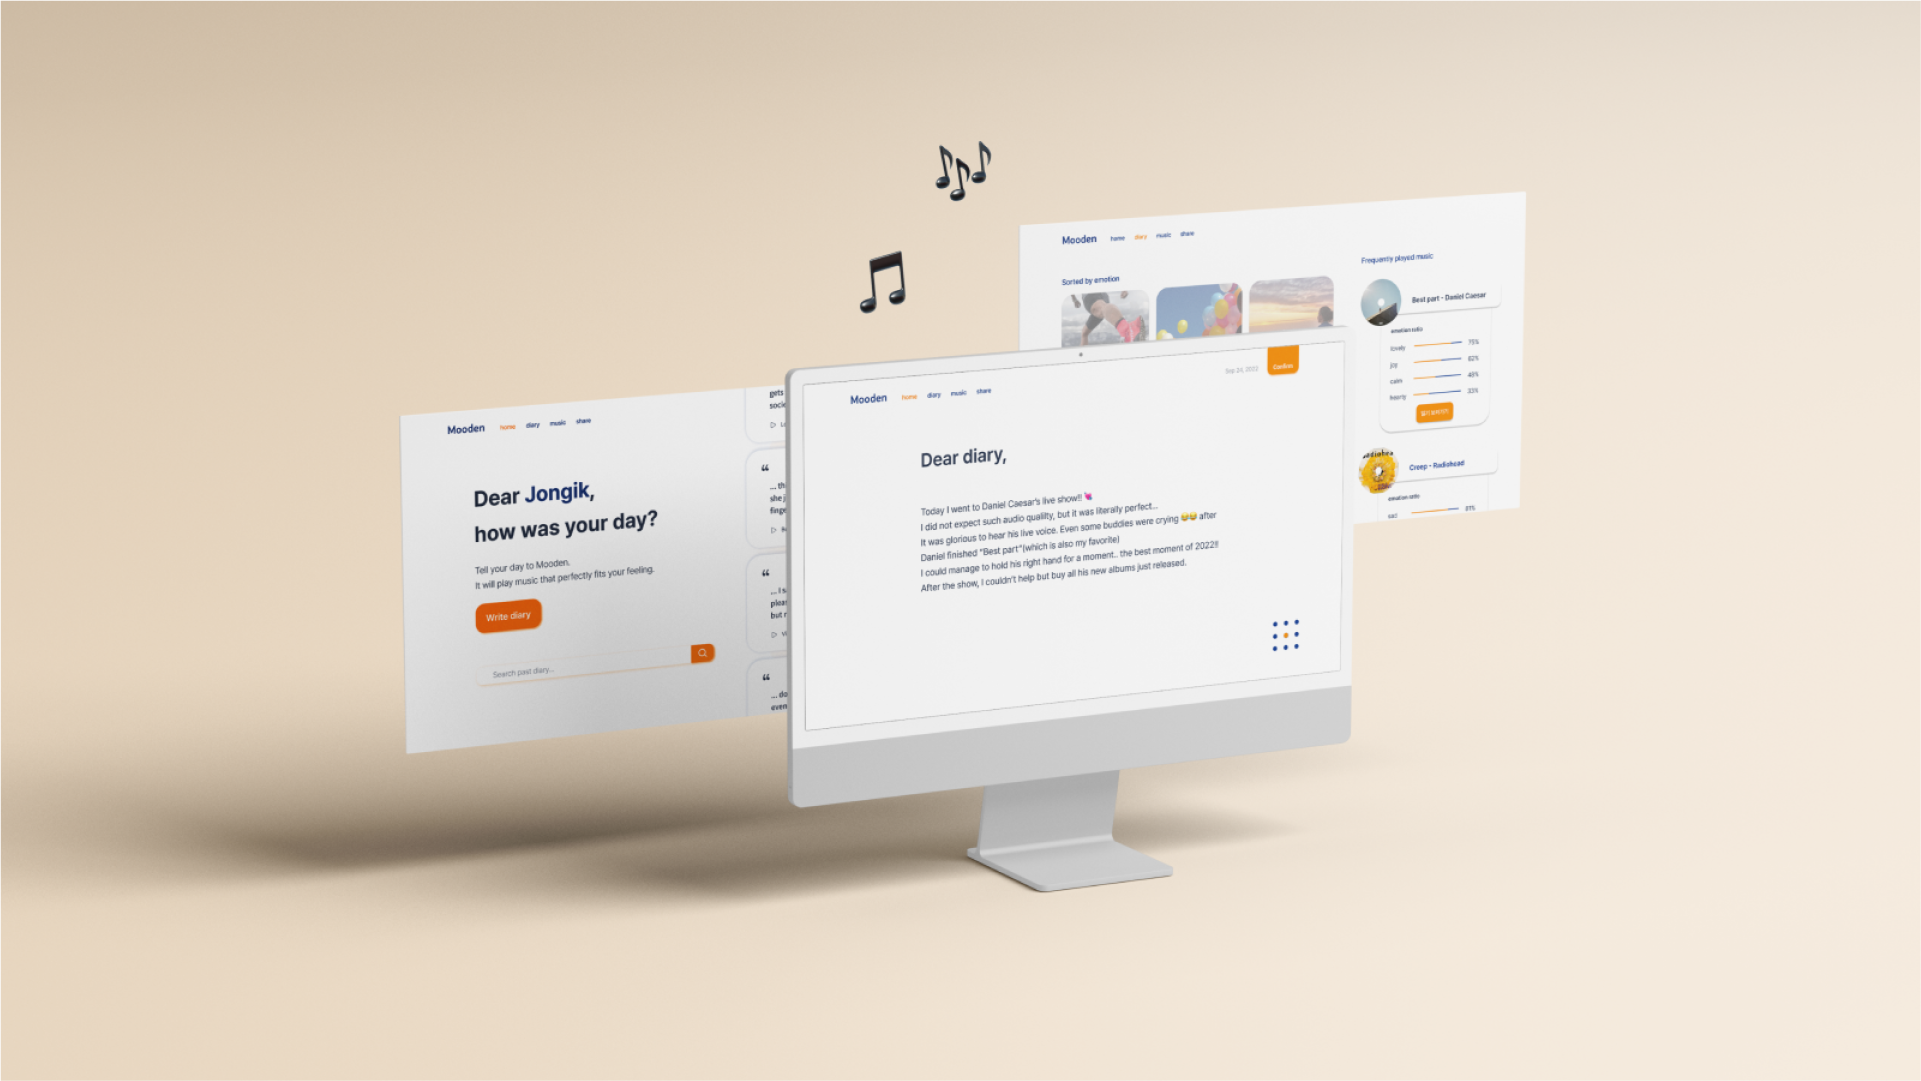 Mooden home diary music share
Dear Jongik,
how was your day?
Tell your day to Mooden.
It will play music that perfectly fits your feeling.
Write diary
Search past diary...
gets
socie
“
... th
she j
finge
“
... I s
pleas
but n
“
... do
even
Mooden home diary music share
Sep 24, 2022
Confirm
Dear diary,
Today I went to Daniel Caesar's live show!! 💘
I did not expect such audio quality, but it was literally perfect...
It was glorious to hear his live voice. Even some buddies were crying 😂😂 after
Daniel finished “Best part”(which is also my favorite)
I could manage to hold his right hand for a moment.. the best moment of 2022!!
After the show, I couldn't help but buy all his new albums just released.
Mooden home diary music share
Sorted by emotion
Frequently played music
Best part - Daniel Caesar
emotion ratio
lovely 75%
joy 62%
calm 48%
33%
Creep - Radiohead
emotion ratio
sad 81%